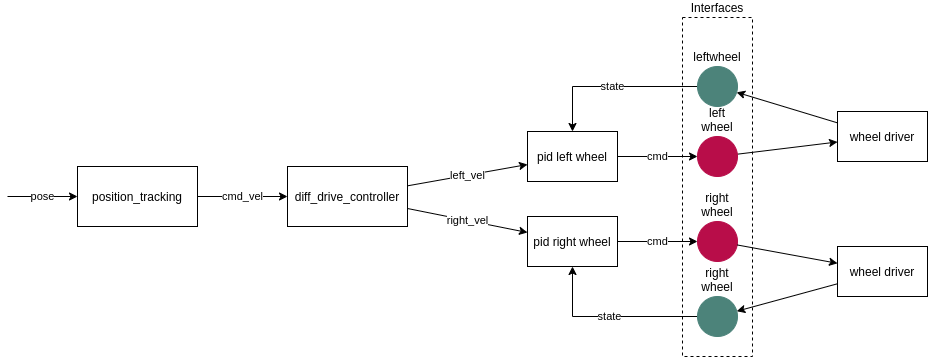 Interfaces
leftwheel
state
left
wheel
wheel driver
pid left wheel
cmd
left_vel
pose
position_tracking
cmd_vel
diff_drive_controller
right_vel
right
wheel
pid right wheel
cmd
wheel driver
right
wheel
state